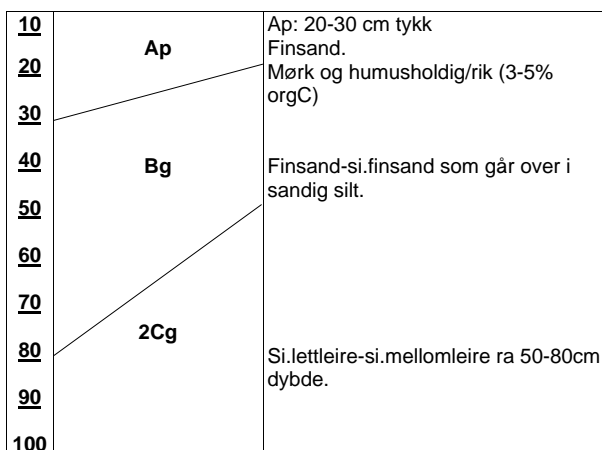 10
Ap
20
30
40
Bg
50
60
70
2Cg
80
90
100
Ap: 20-30 cm tykk
Finsand.
Mørk og humusholdig/rik (3-5%
orgC)
Finsand-si.finsand som går over i
sandig silt.
Si.lettleire-si.mellomleire ra 50-80cm
dybde.